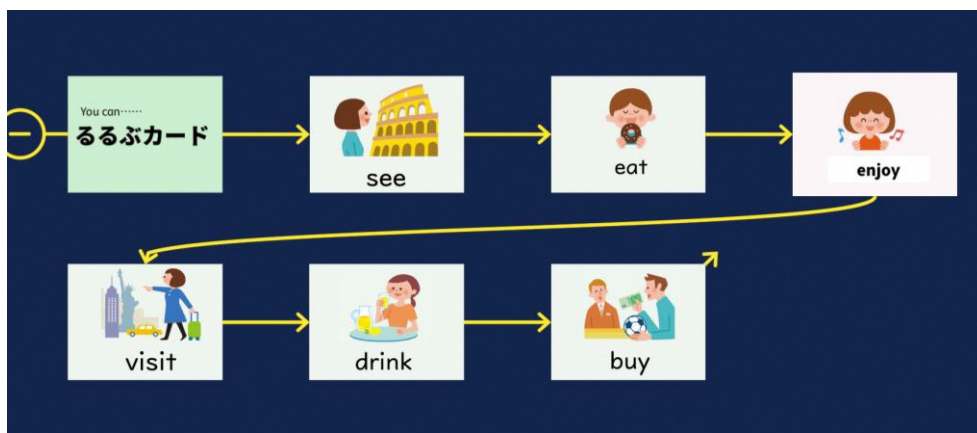 You can……
るるぶカード
see
eat
enjoy
visit
drink
buy